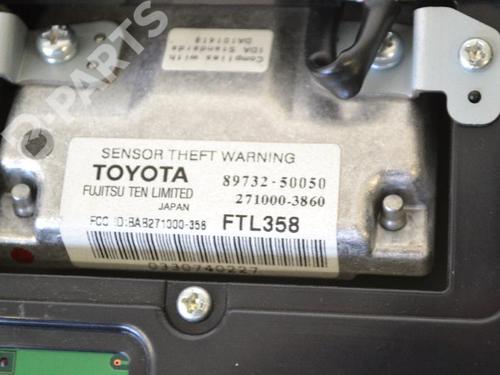 B-PARTS
Complies with
IDA Standards
DA101419
SENSOR THEFT WARNING
TOYOTA 89732-50050
FUJITSU TEN LIMITED 271000-3860
JAPAN
FCC ID:BAB271000-358 FTL358
0330740227